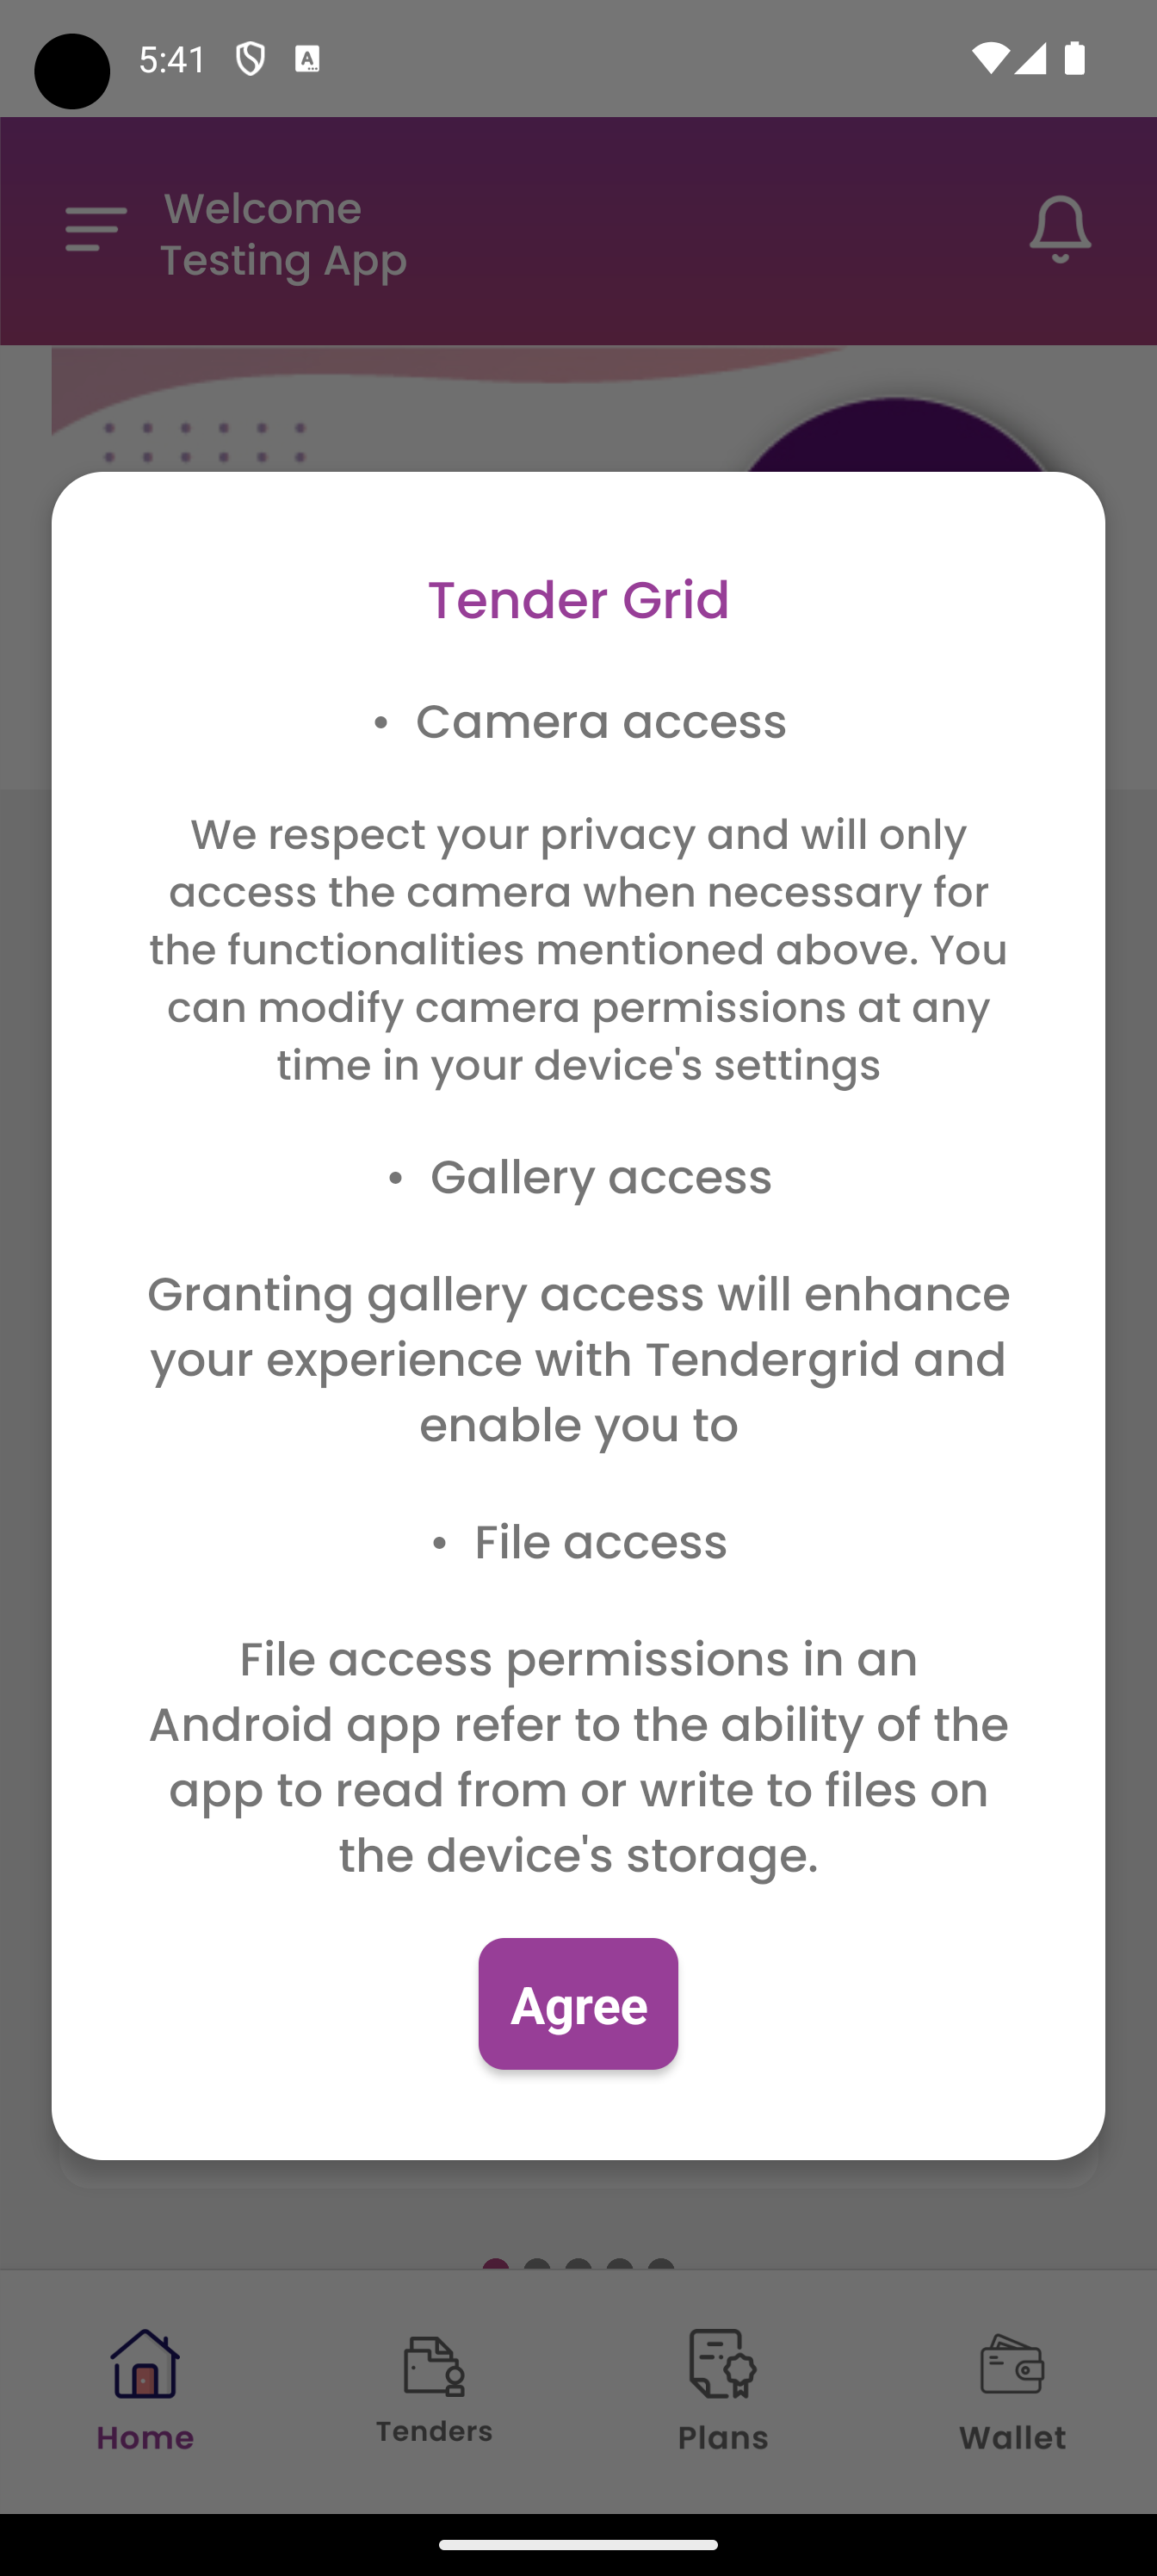 5:41
Welcome
Testing App
Tender Grid
• Camera access
We respect your privacy and will only
access the camera when necessary for
the functionalities mentioned above. You
can modify camera permissions at any
time in your device's settings
• Gallery access
Granting gallery access will enhance
your experience with Tendergrid and
enable you to
• File access
File access permissions in an
Android app refer to the ability of the
app to read from or write to files on
the device's storage.
Agree
Home
Tenders
Plans
Wallet